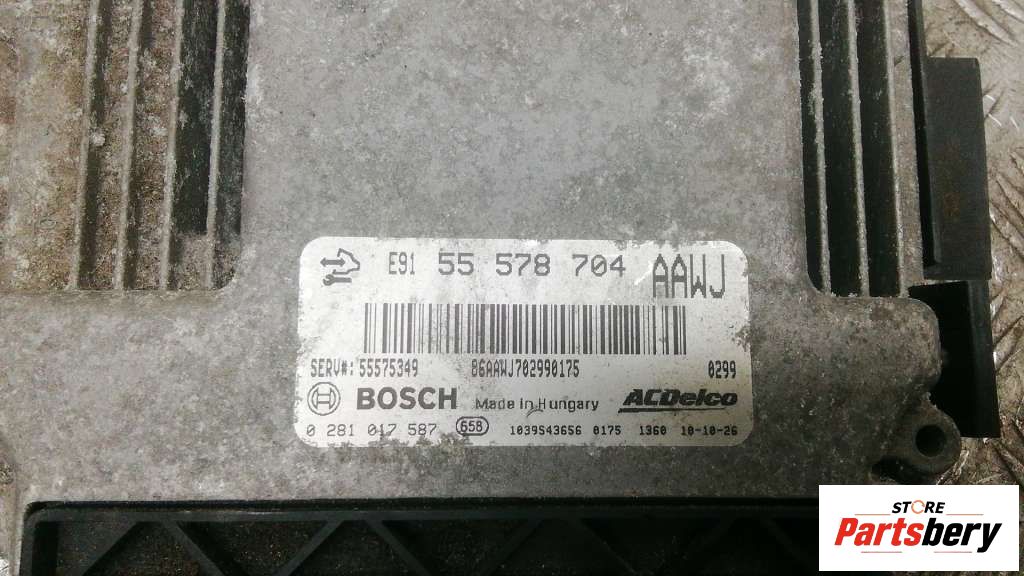 E91 55 578 704 AAWJ
SERV#: 55575349 86AAWJ702990175 0299
BOSCH Made in Hungary ACDelco
0 281 017 587 658 1039S43656 0175 1360 10-10-26
STORE
Partsbery